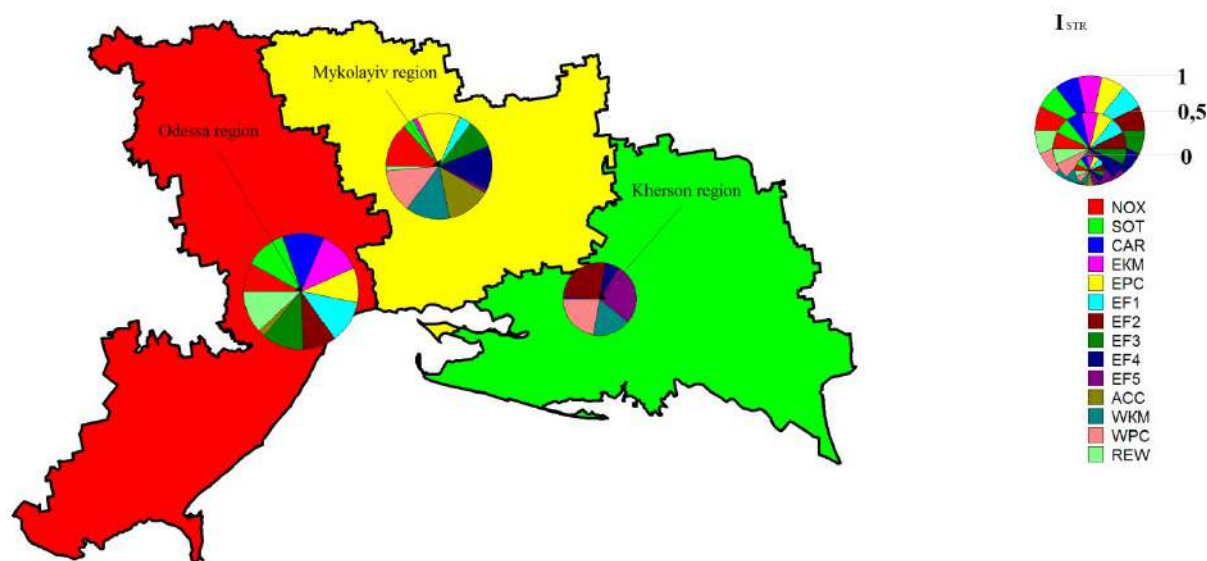 I STR
Mykolayiv region
1
0,5
Odessa region
0
Kherson region
NOX
SOT
CAR
EKM
EPC
EF1
EF2
EF3
EF4
EF5
ACC
WKM
WPC
REW